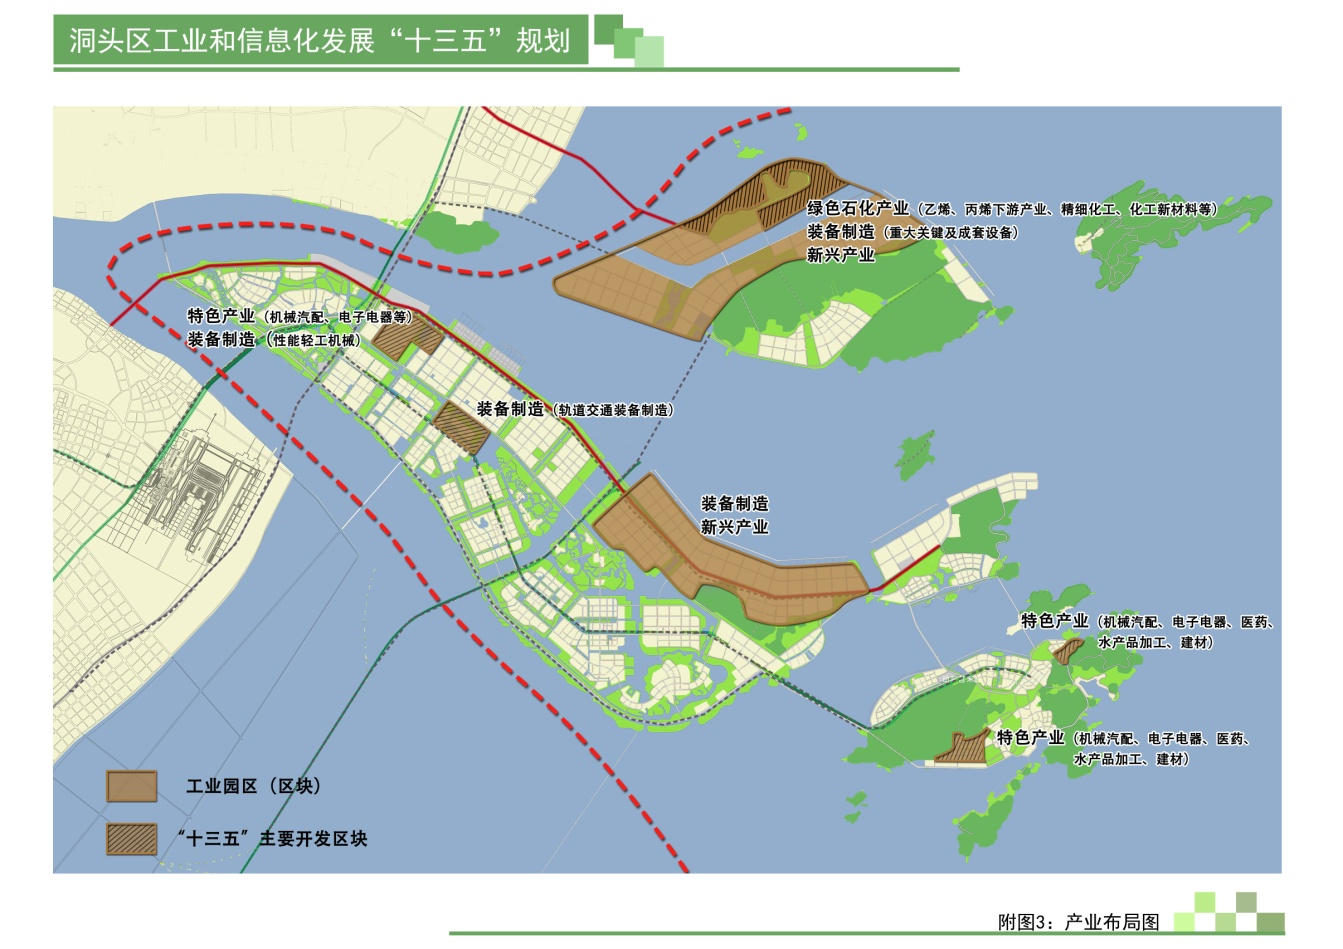 洞头区工业和信息化发展“十三五”规划
绿色石化产业（乙烯、丙烯下游产业、精细化工、化工新材料等）
装备制造（重大关键及成套设备）
新兴产业
特色产业（机械汽配、电子电器等）
装备制造（性能轻工机械）
装备制造（轨道交通装备制造）
装备制造
新兴产业
特色产业（机械汽配、电子电器、医药、
水产品加工、建材）
特色产业（机械汽配、电子电器、医药、
水产品加工、建材）
工业园区（区块）
“十三五”主要开发区块
附图3：产业布局图